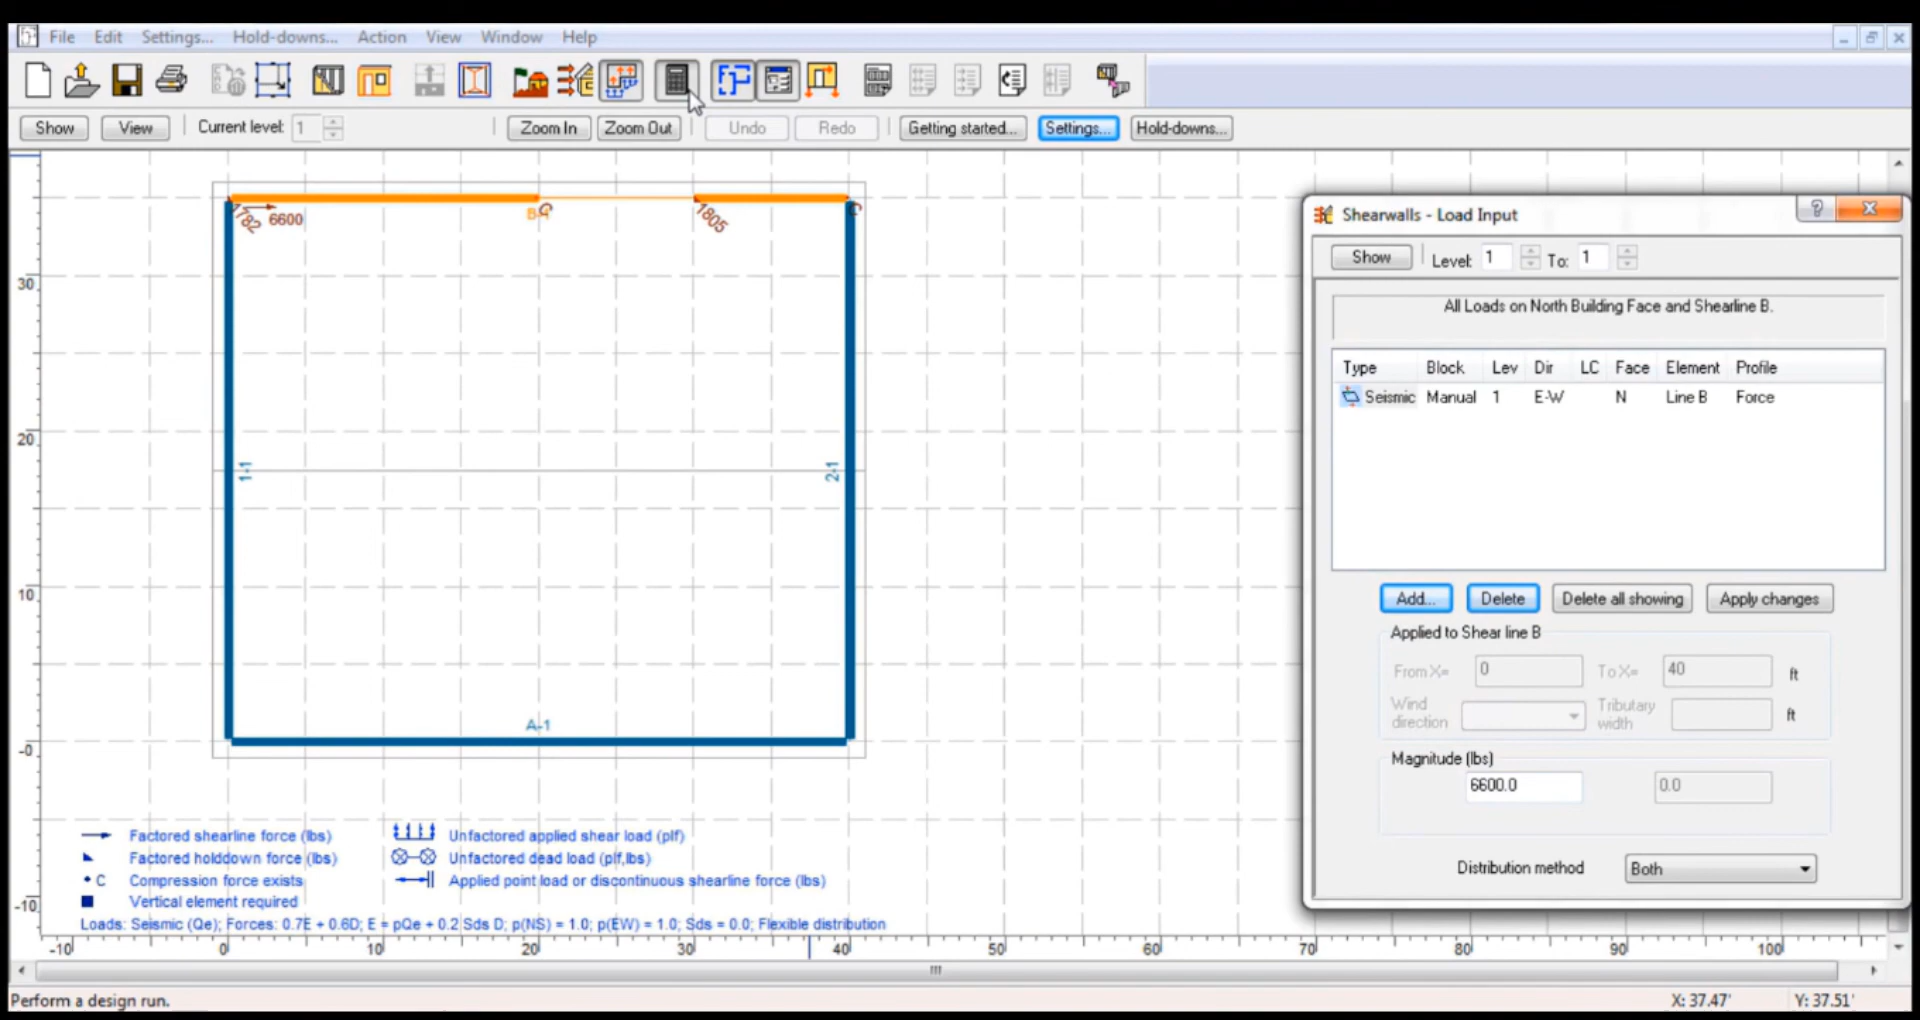 File Edit Settings... Hold-downs... Action View Window Help
Show View Current level: 1 Zoom In Zoom Out Undo Redo Getting started... Settings... Hold-downs...
1782 6600 B-1 C 1805 C
30
20
1-1 2-1
10
A-1
-0
-10
Factored shearline force (lbs) Unfactored applied shear load (plf)
Factored holddown force (lbs) Unfactored dead load (plf,lbs)
C Compression force exists Applied point load or discontinuous shearline force (lbs)
Vertical element required
Loads: Seismic (Qe); Forces: 0.7E + 0.6D; E = pQe + 0.2 Sds D; p(NS) = 1.0; p(EW) = 1.0; Sds = 0.0; Flexible distribution
-10 0 10 20 30 40 50 60 70 80 90 100
Perform a design run. X: 37.47' Y: 37.51'
Shearwalls - Load Input
Show Level: 1 To: 1
All Loads on North Building Face and Shearline B.
Type Block Lev Dir LC Face Element Profile
Seismic Manual 1 E-W N Line B Force
Add... Delete Delete all showing Apply changes
Applied to Shear line B
From X= 0 To X= 40 ft
Wind direction Tributary width ft
Magnitude (lbs)
6600.0 0.0
Distribution method Both